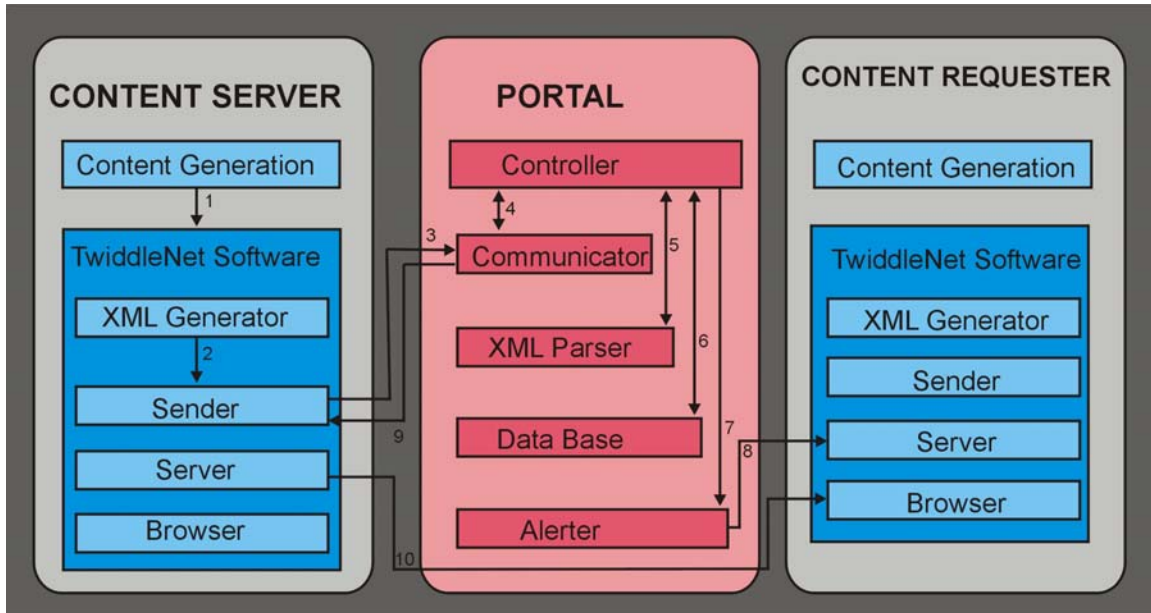 CONTENT SERVER
Content Generation
1
TwiddleNet Software
XML Generator
2
Sender
Server
Browser
3
9
10
PORTAL
Controller
4
Communicator
5
XML Parser
6
Data Base
7
8
Alerter
CONTENT REQUESTER
Content Generation
TwiddleNet Software
XML Generator
Sender
Server
Browser